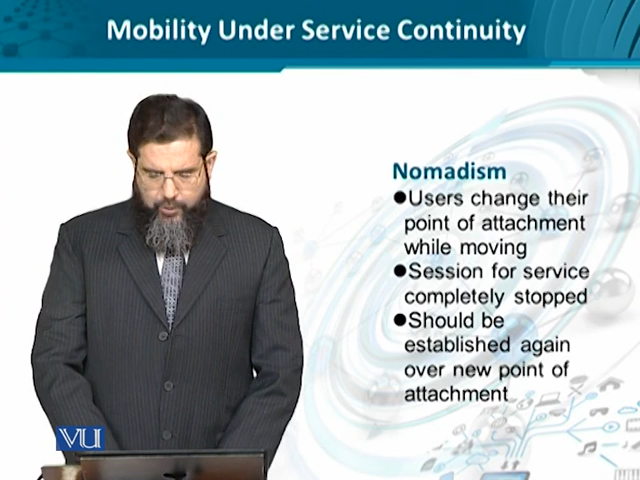 Mobility Under Service Continuity
Nomadism
●Users change their
point of attachment
while moving
●Session for service
completely stopped
●Should be
established again
over new point of
attachment
VU